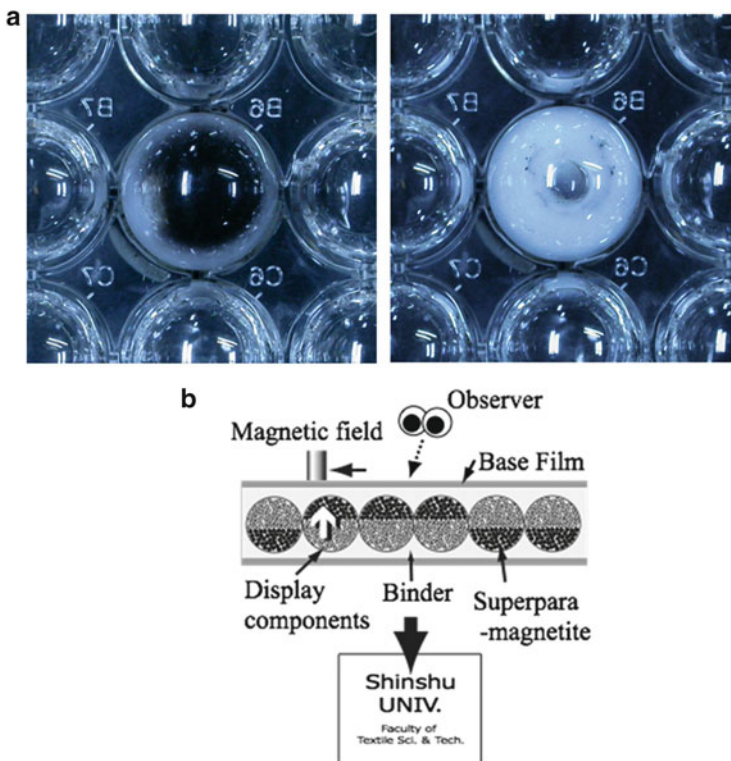 a
B7
B6
C7
C6
B7
B6
C7
C6
b
Observer
Magnetic field
Base Film
Display
components
Binder
Superpara
-magnetite
Shinshu
UNIV.
Faculty of
Textile Sci. & Tech.